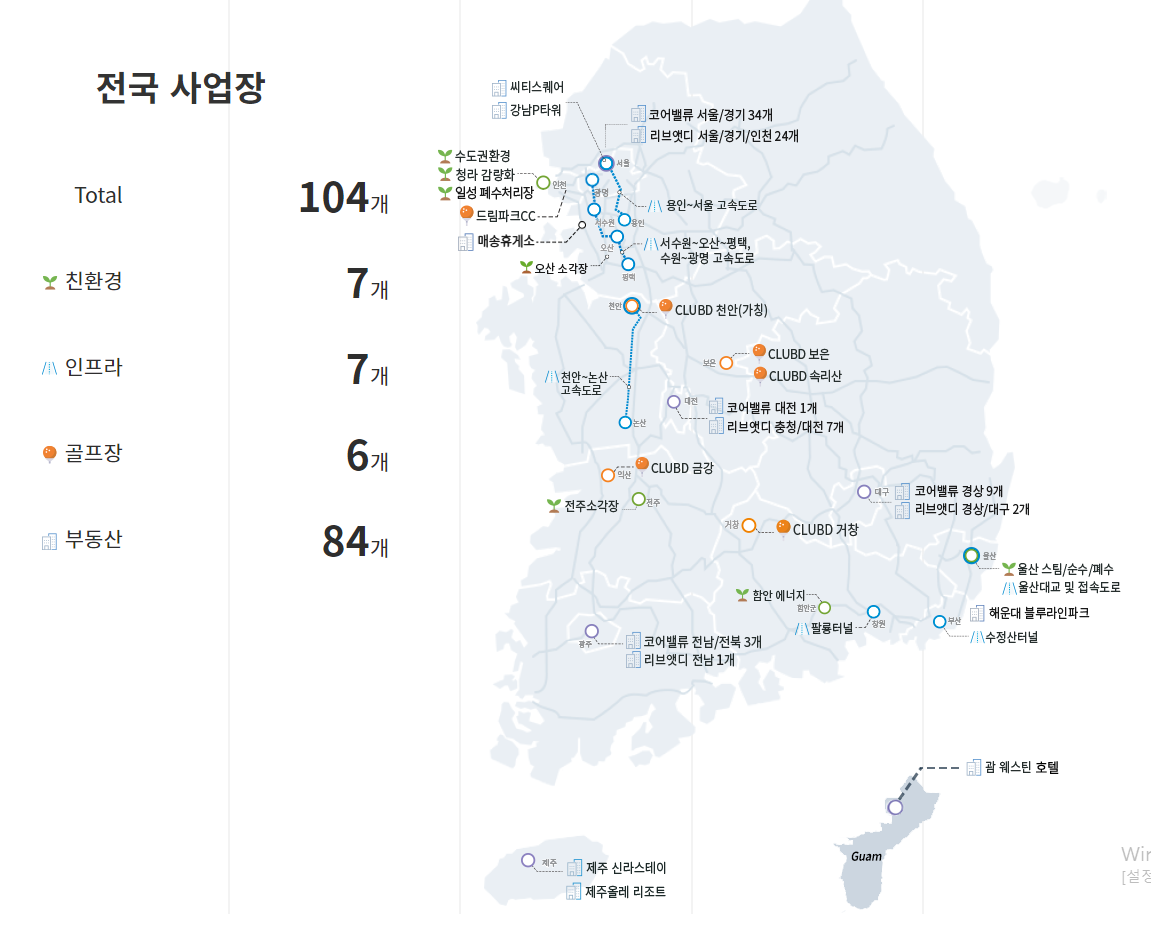 전국 사업장
Total 104개
친환경 7개
인프라 7개
골프장 6개
부동산 84개
씨티스퀘어
강남P타워
코어밸류 서울/경기 34개
리브앳디 서울/경기/인천 24개
서울
수도권환경
청라 감량화
일성 폐수처리장
인천
광명
드림파크CC
용인~서울 고속도로
서수원
용인
매송휴게소
서수원~오산~평택,
수원~광명 고속도로
오산
오산 소각장
평택
천안
CLUBD 천안(가칭)
보은
CLUBD 보은
CLUBD 속리산
천안~논산
고속도로
대전
코어밸류 대전 1개
리브앳디 충청/대전 7개
논산
익산
CLUBD 금강
전주소각장
전주
대구
코어밸류 경상 9개
리브앳디 경상/대구 2개
거창
CLUBD 거창
울산
울산 스팀/순수/폐수
울산대교 및 접속도로
함안 에너지
함안군
팔룡터널
창원
부산
해운대 블루라인파크
수정산터널
광주
코어밸류 전남/전북 3개
리브앳디 전남 1개
괌 웨스틴 호텔
Guam
제주
제주 신라스테이
제주올레 리조트
Wir
[설정